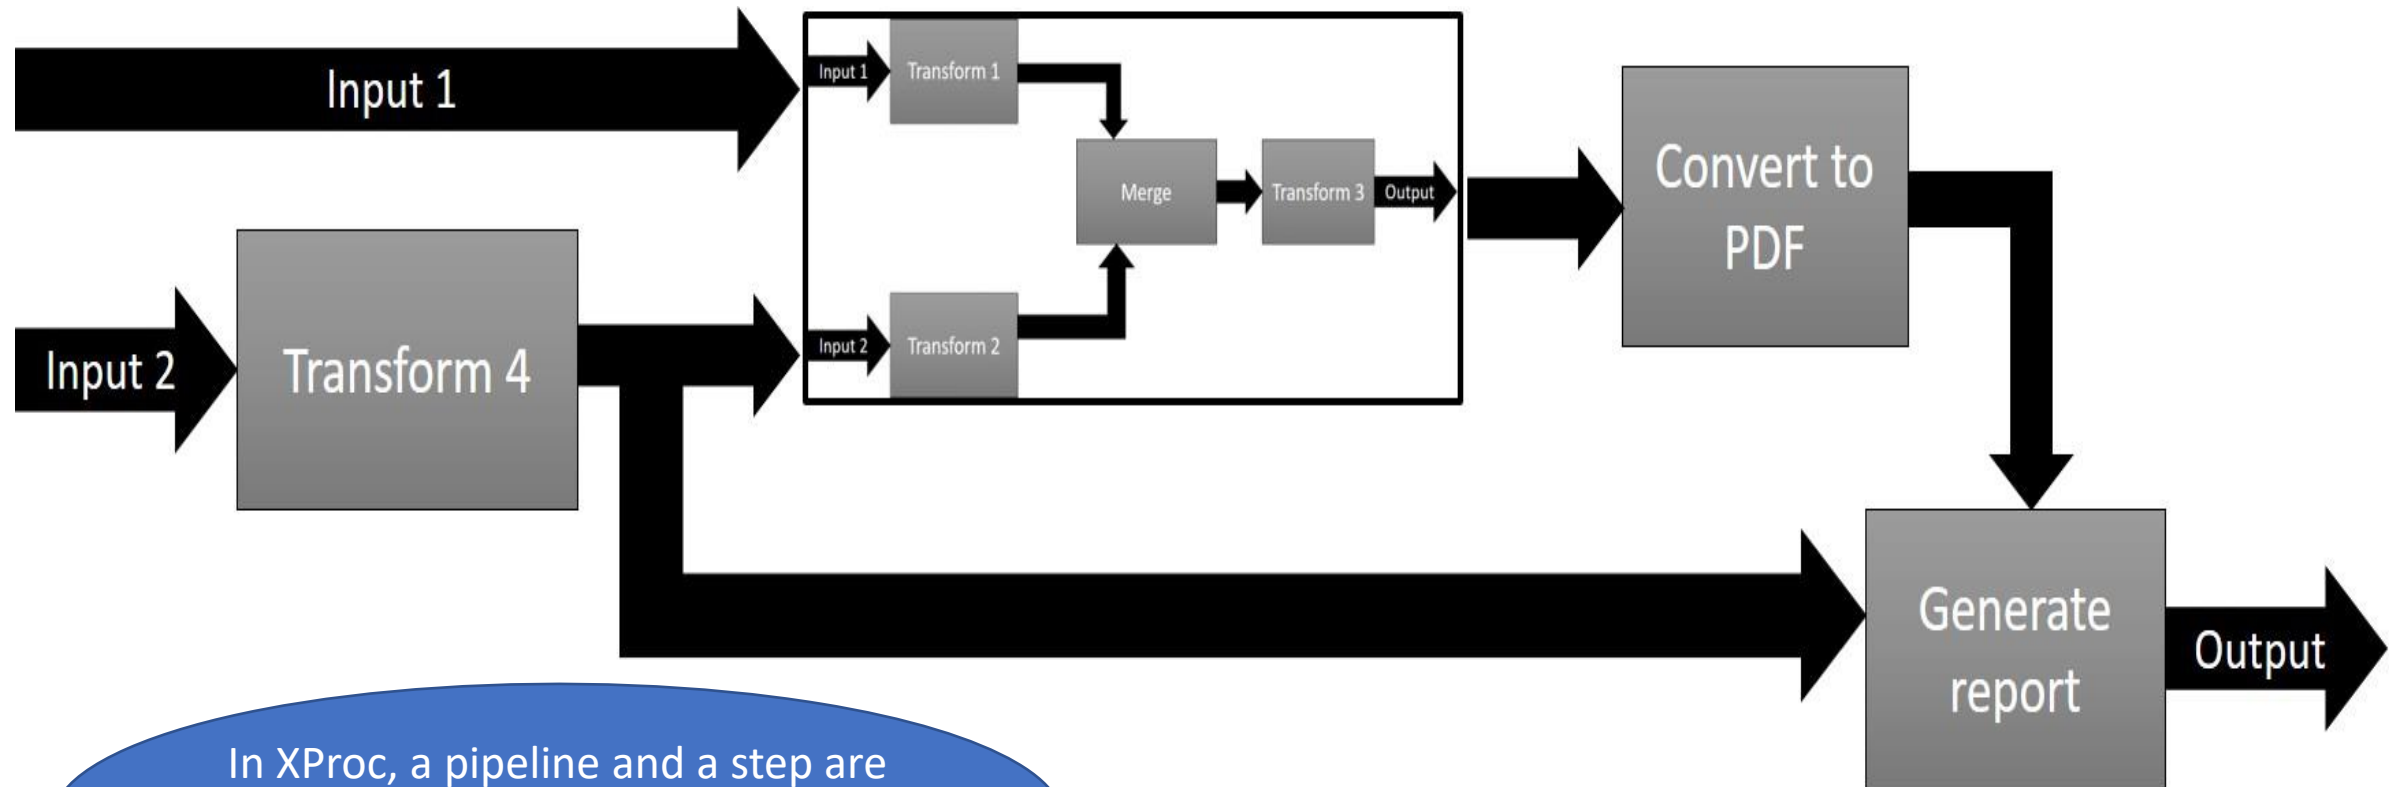 Input 1
Input 1
Transform 1
Convert to
PDF
Merge
Transform 3
Output
Input 2
Transform 4
Input 2
Transform 2
Generate
report
Output
In XProc, a pipeline and a step are